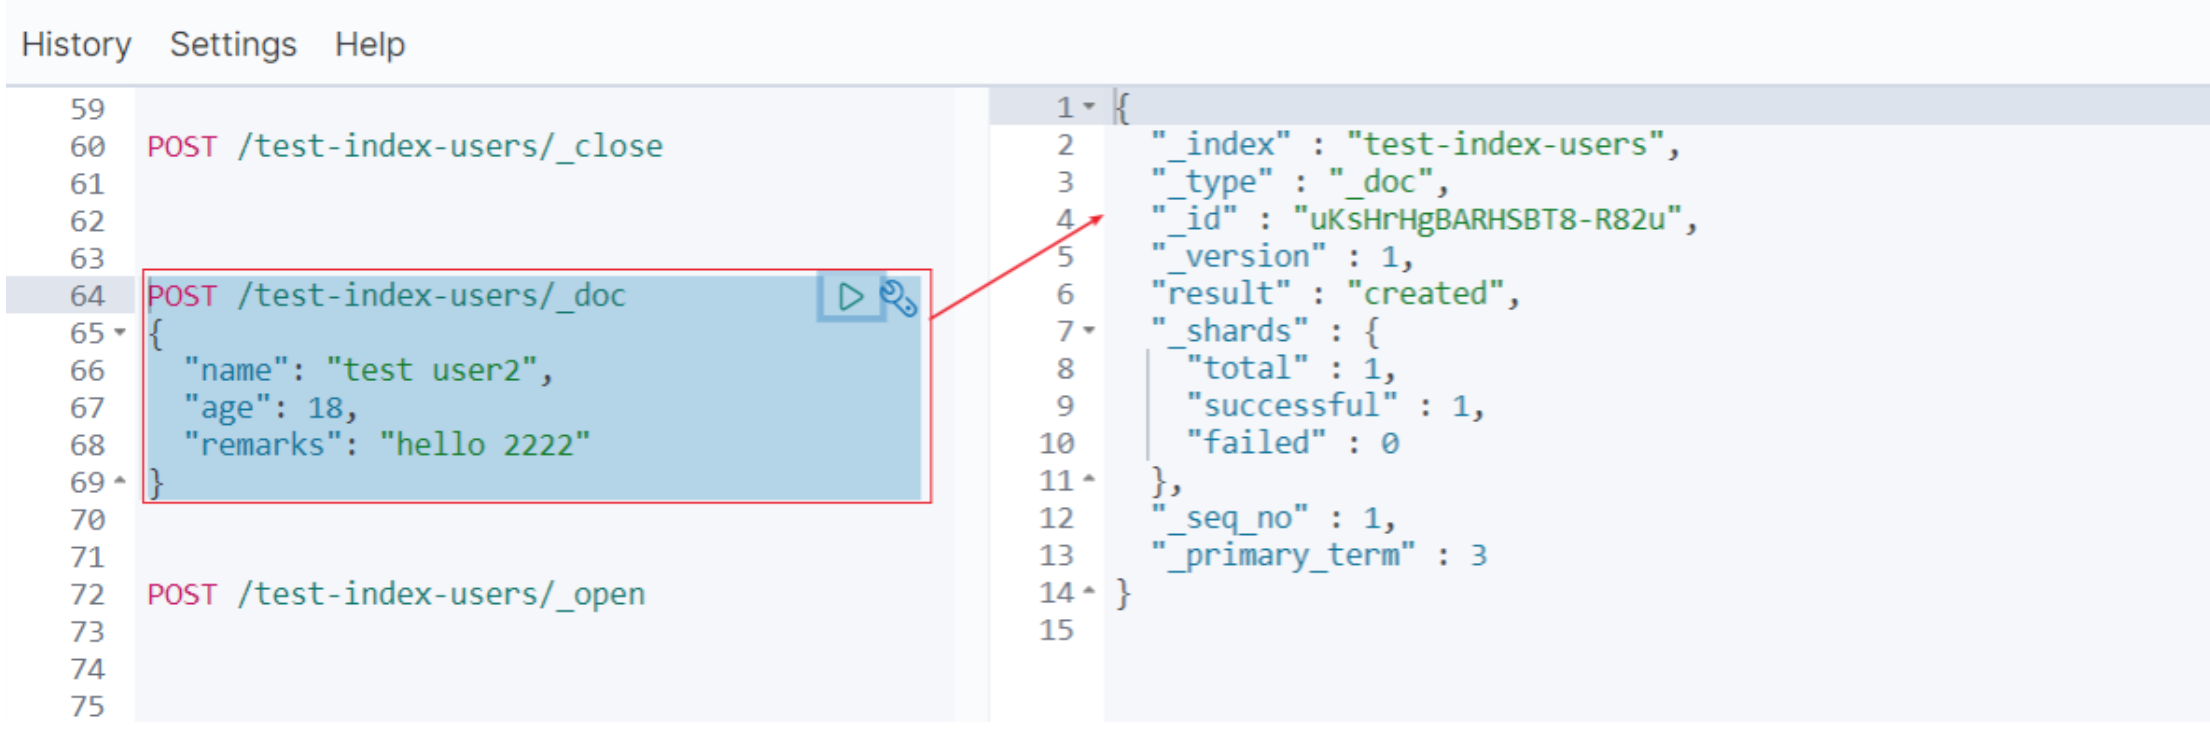 History Settings Help
59
60 POST /test-index-users/_close
61
62
63
64 POST /test-index-users/_doc
65 {
66 "name": "test user2",
67 "age": 18,
68 "remarks": "hello 2222"
69 }
70
71
72 POST /test-index-users/_open
73
74
75
1 {
2 "_index" : "test-index-users",
3 "_type" : "_doc",
4 "_id" : "uKsHrHgBARHSBT8-R82u",
5 "_version" : 1,
6 "result" : "created",
7 "_shards" : {
8 "total" : 1,
9 "successful" : 1,
10 "failed" : 0
11 },
12 "_seq_no" : 1,
13 "_primary_term" : 3
14 }
15